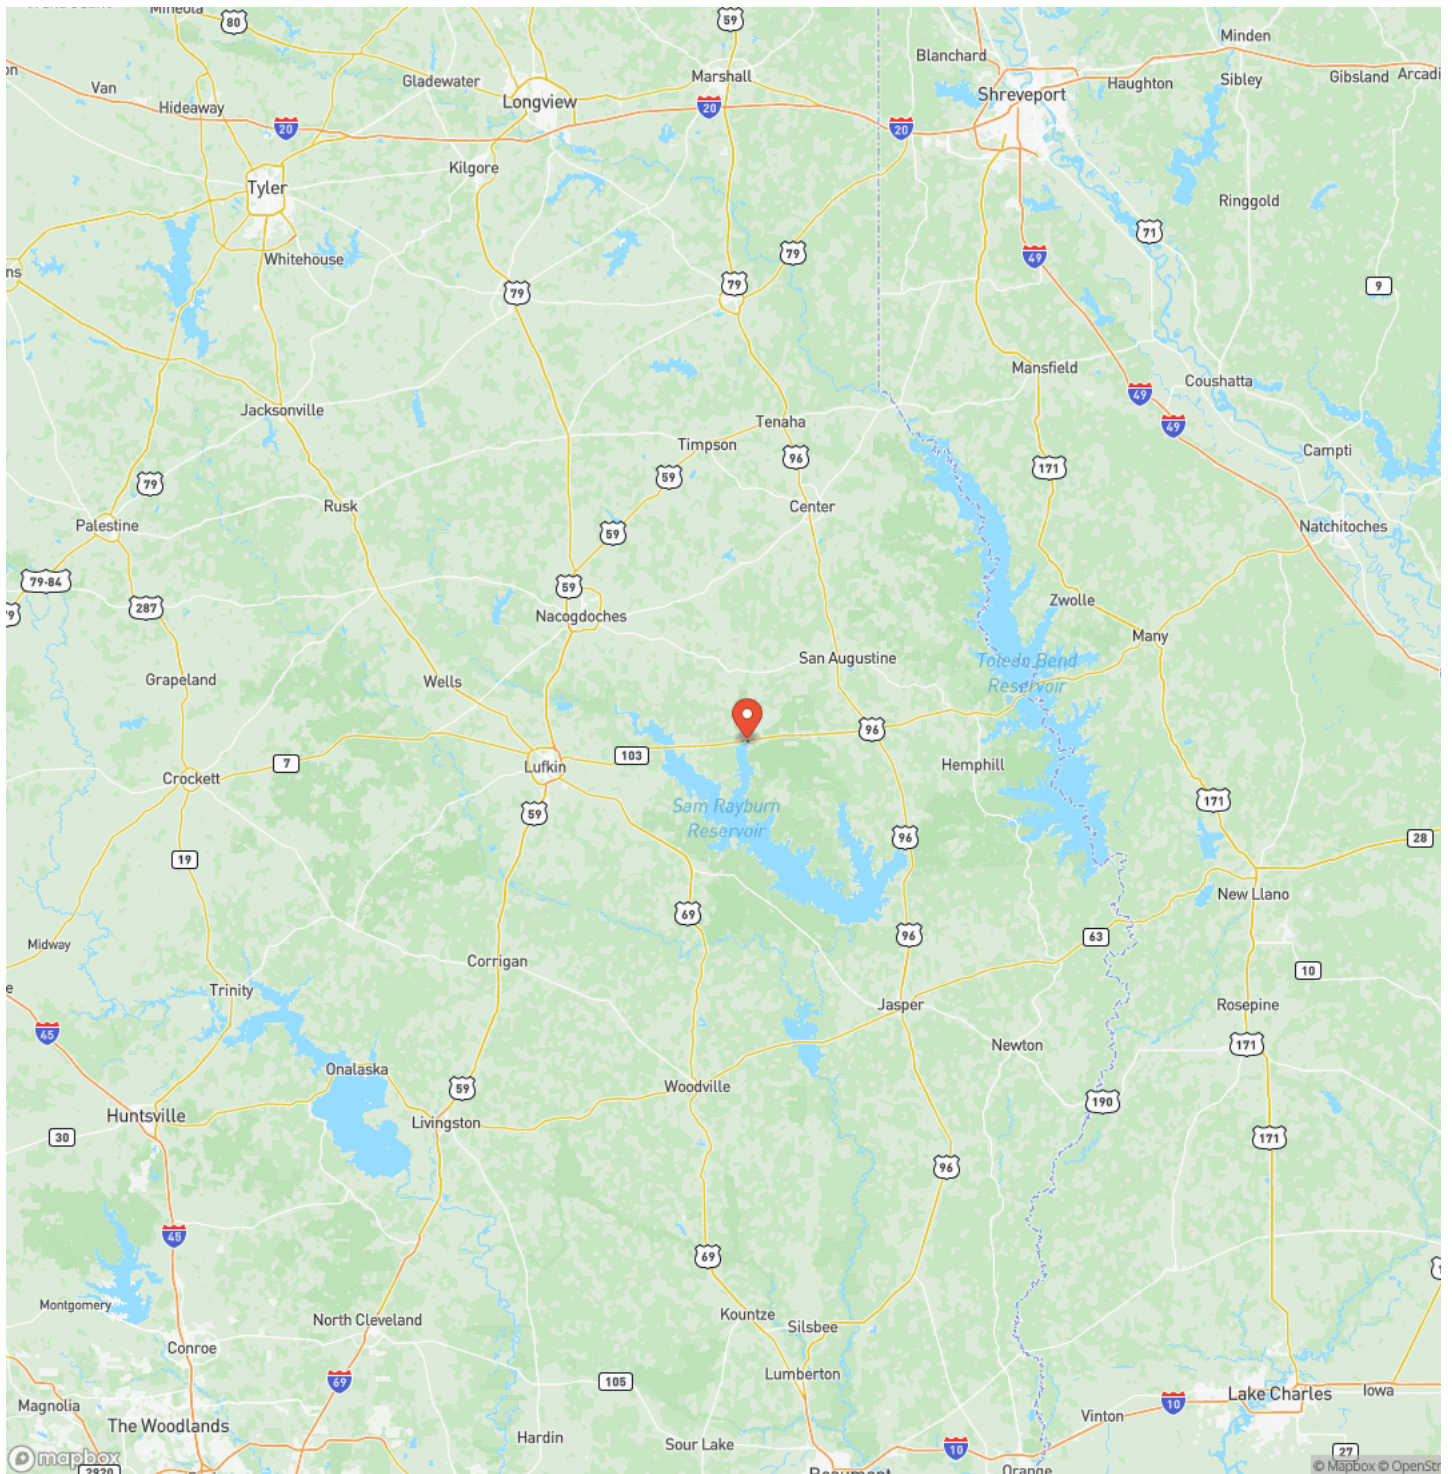 Mineola
80
59
Blanchard
Minden
Van
Gladewater
Marshall
Haughton
Sibley
Gibsland
Arcadi
Hideaway
Longview
20
Shreveport
20
20
Kilgore
Tyler
Ringgold
Whitehouse
71
79
49
ns
79
79
9
Mansfield
Coushatta
49
Jacksonville
Tenaha
49
Timpson
Campti
96
171
59
79
Rusk
Center
Palestine
Natchitoches
59
79-84
59
287
Zwolle
79
Nacogdoches
Many
San Augustine
Toledo Bend
Reservoir
Grapeland
Wells
96
103
7
Lufkin
Hemphill
Crockett
Sam Rayburn
Reservoir
171
59
96
28
19
New Llano
69
Midway
96
63
Corrigan
10
e
Trinity
Jasper
Rosepine
45
Newton
171
Onalaska
59
Woodville
190
Huntsville
Livingston
30
171
96
45
69
Montgomery
North Cleveland
Kountze
Silsbee
Conroe
Lumberton
69
105
Lake Charles
Iowa
Magnolia
10
The Woodlands
Vinton
Hardin
Sour Lake
10
27
mapbox
2920
Beaumont
Orange
© Mapbox © OpenStr